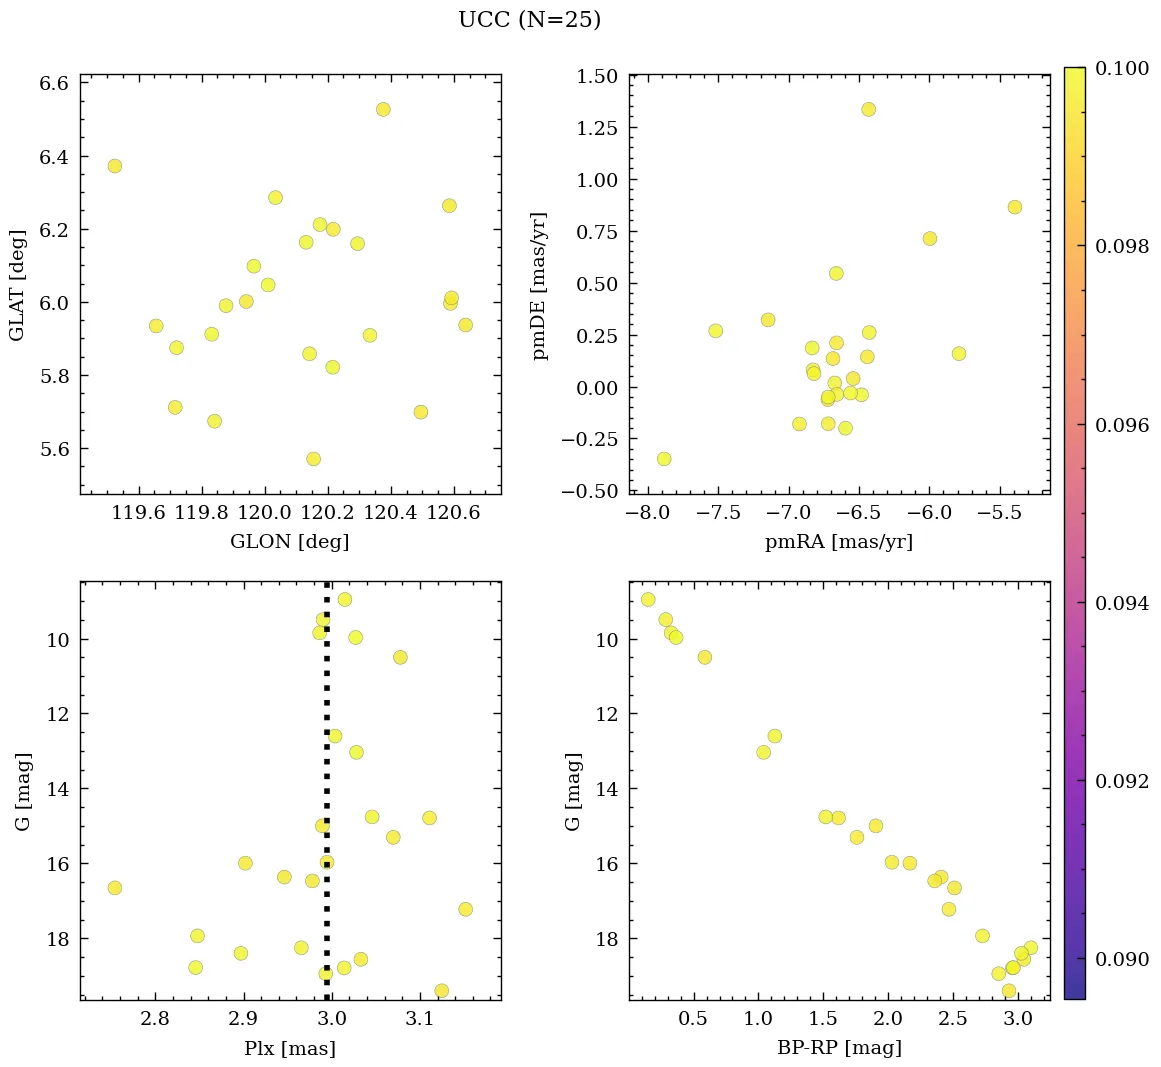 UCC (N=25)
6.6
6.4
6.2
6.0
5.8
5.6
GLAT [deg]
119.6 119.8 120.0 120.2 120.4 120.6
GLON [deg]
1.50
1.25
1.00
0.75
0.50
0.25
0.00
−0.25
−0.50
pmDE [mas/yr]
−8.0 −7.5 −7.0 −6.5 −6.0 −5.5
pmRA [mas/yr]
10
12
14
16
18
G [mag]
2.8 2.9 3.0 3.1
Plx [mas]
10
12
14
16
18
G [mag]
0.5 1.0 1.5 2.0 2.5 3.0
BP-RP [mag]
0.100
0.098
0.096
0.094
0.092
0.090